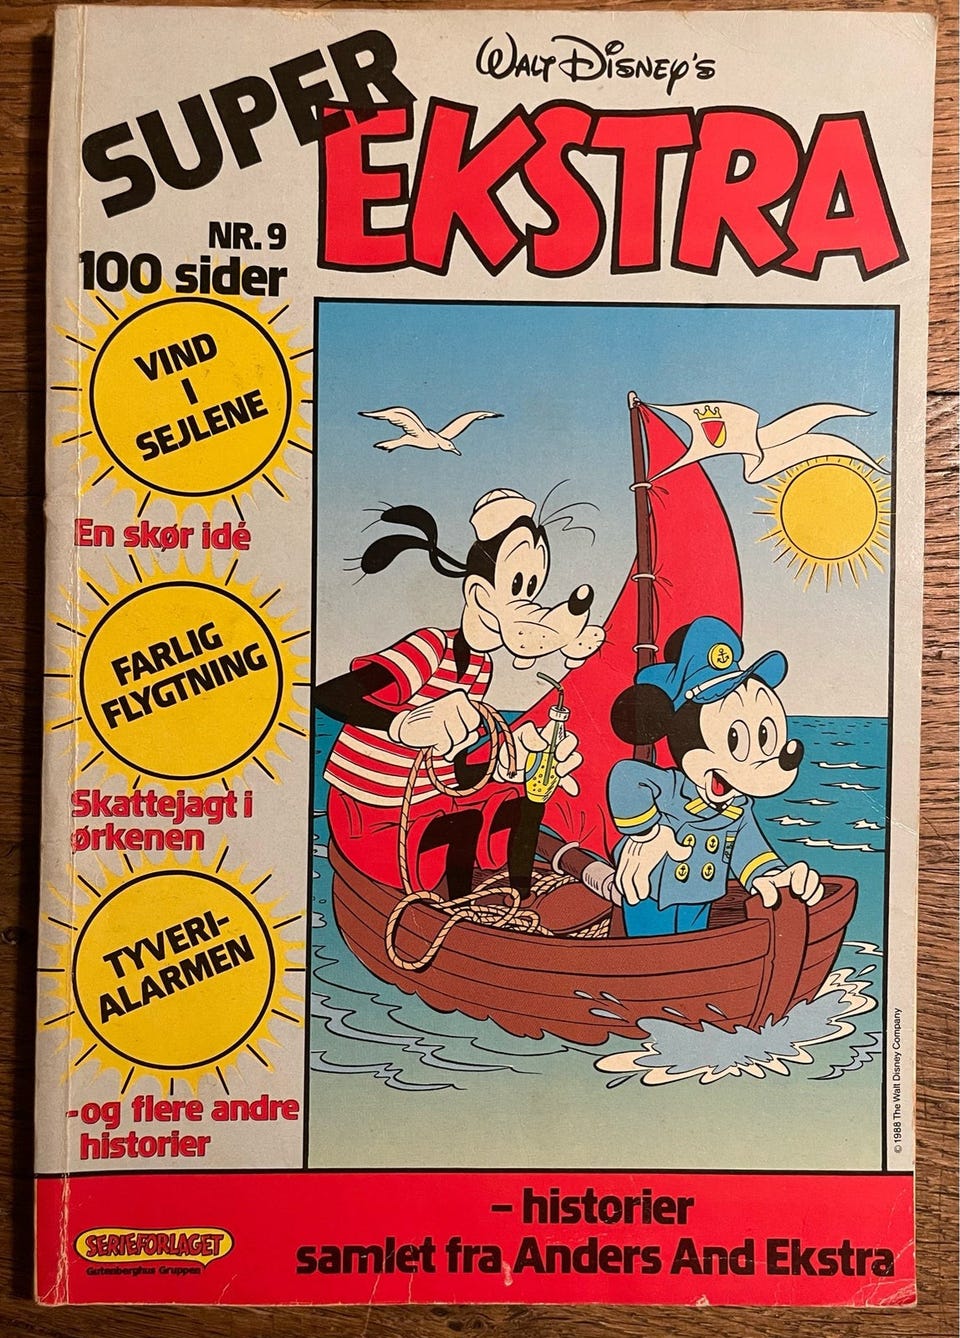 SUPER
WALT DISNEY'S
EKSTRA
NR. 9
100 sider
VIND
I
SEJLENE
En skør idé
FARLIG
FLYGTNING
Skattejagt i
ørkenen
TYVERI-
ALARMEN
-og flere andre
historier
© 1988 The Walt Disney Company
– historier
samlet fra Anders And Ekstra
SERIEFORLAGET
Gutenberghus Gruppen